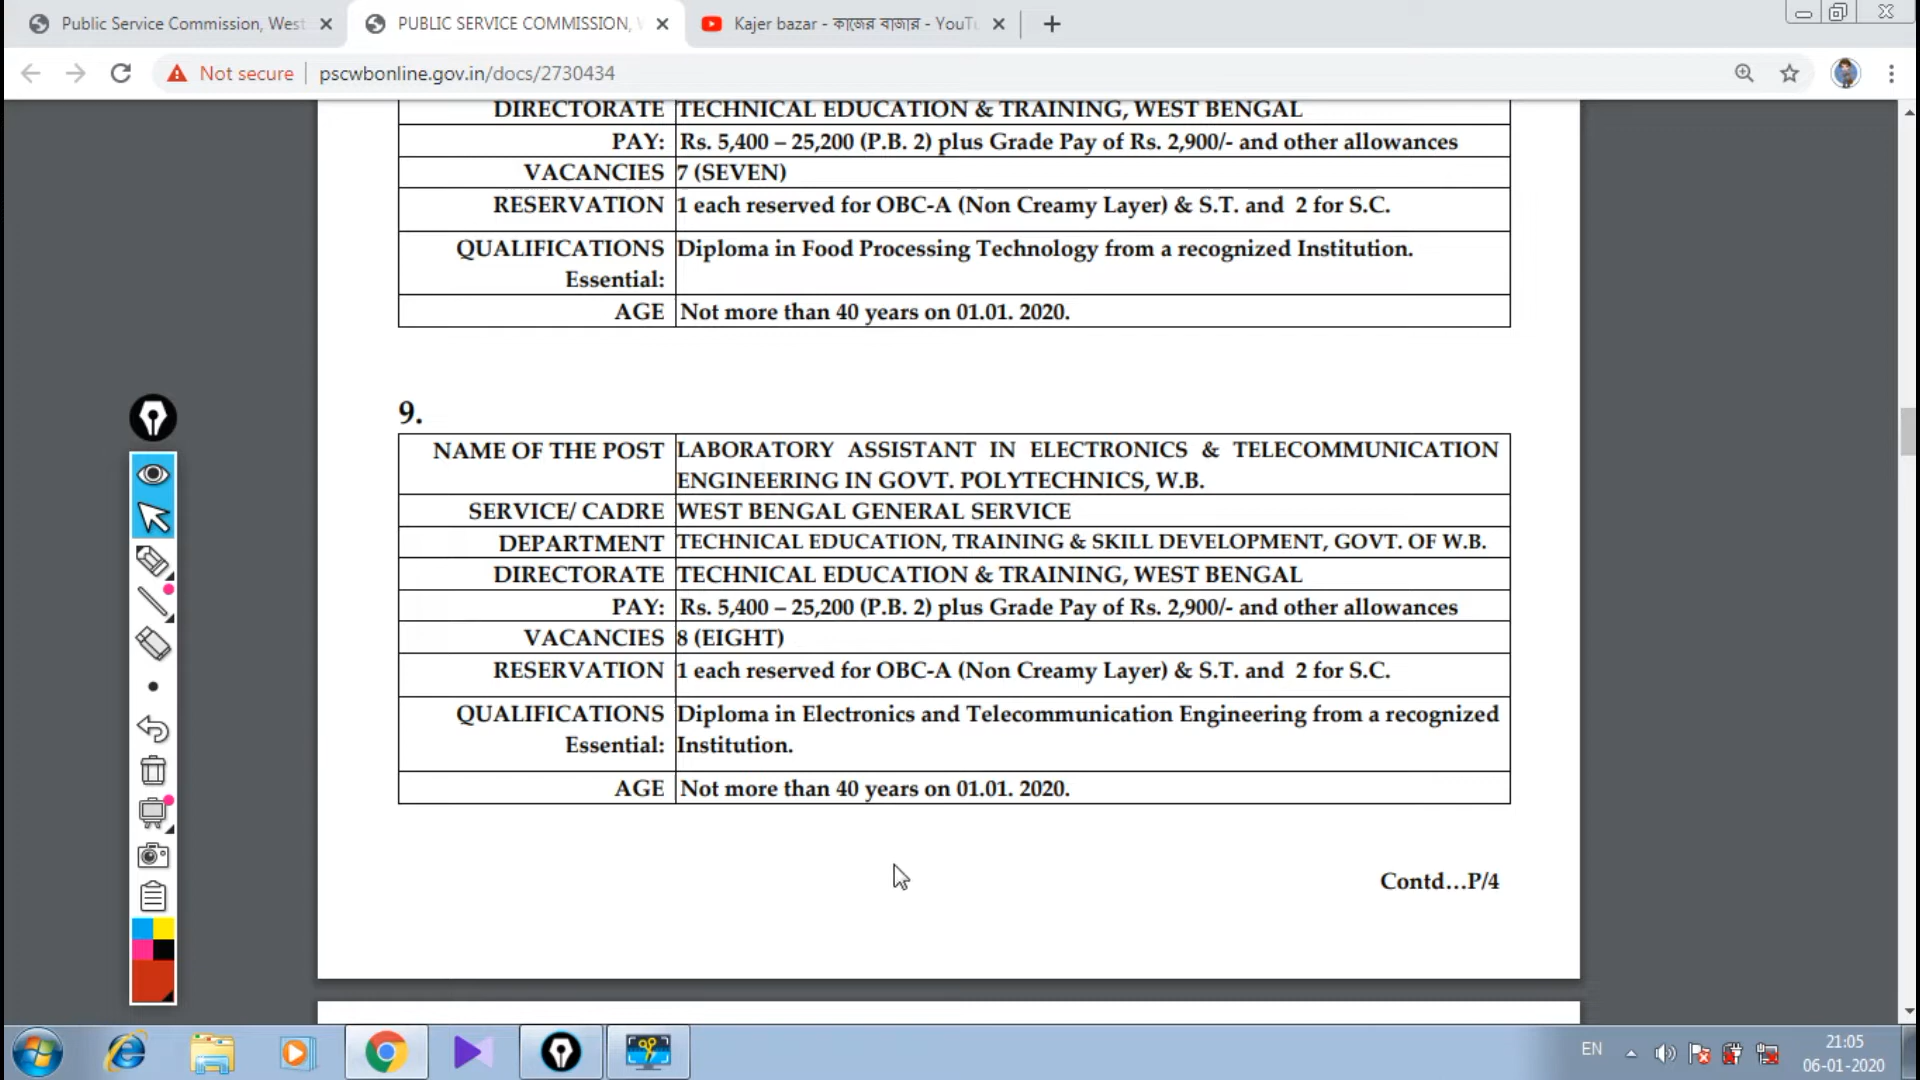 Public Service Commission, West
PUBLIC SERVICE COMMISSION,
Kajer bazar - কাজের বাজার - YouTu
Not secure
pscwbonline.gov.in/docs/2730434
DIRECTORATE TECHNICAL EDUCATION & TRAINING, WEST BENGAL
PAY: Rs. 5,400 – 25,200 (P.B. 2) plus Grade Pay of Rs. 2,900/- and other allowances
VACANCIES 7 (SEVEN)
RESERVATION 1 each reserved for OBC-A (Non Creamy Layer) & S.T. and 2 for S.C.
QUALIFICATIONS Diploma in Food Processing Technology from a recognized Institution.
Essential:
AGE Not more than 40 years on 01.01. 2020.
9.
NAME OF THE POST LABORATORY ASSISTANT IN ELECTRONICS & TELECOMMUNICATION
ENGINEERING IN GOVT. POLYTECHNICS, W.B.
SERVICE/ CADRE WEST BENGAL GENERAL SERVICE
DEPARTMENT TECHNICAL EDUCATION, TRAINING & SKILL DEVELOPMENT, GOVT. OF W.B.
DIRECTORATE TECHNICAL EDUCATION & TRAINING, WEST BENGAL
PAY: Rs. 5,400 – 25,200 (P.B. 2) plus Grade Pay of Rs. 2,900/- and other allowances
VACANCIES 8 (EIGHT)
RESERVATION 1 each reserved for OBC-A (Non Creamy Layer) & S.T. and 2 for S.C.
QUALIFICATIONS Diploma in Electronics and Telecommunication Engineering from a recognized
Essential: Institution.
AGE Not more than 40 years on 01.01. 2020.
Contd...P/4
EN
21:05
06-01-2020